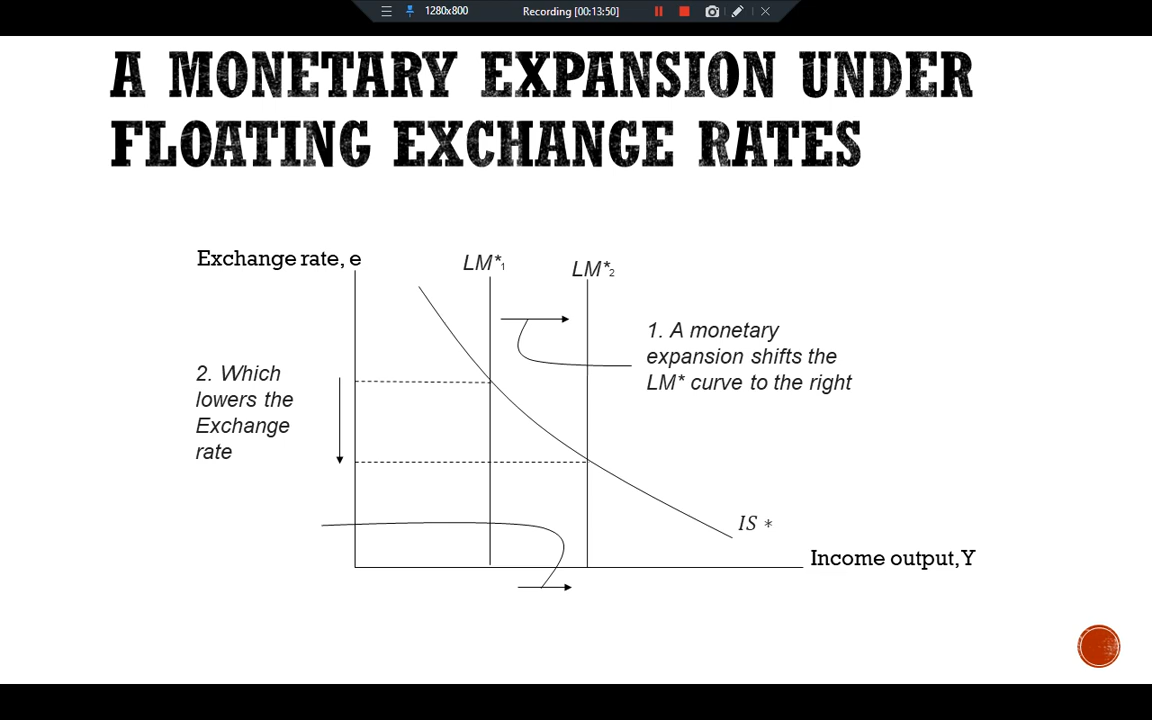 1280x800
Recording [00:13:50]
A MONETARY EXPANSION UNDER
FLOATING EXCHANGE RATES
Exchange rate, e
LM*1
LM*2
1. A monetary
expansion shifts the
LM* curve to the right
2. Which
lowers the
Exchange
rate
IS *
Income output, Y